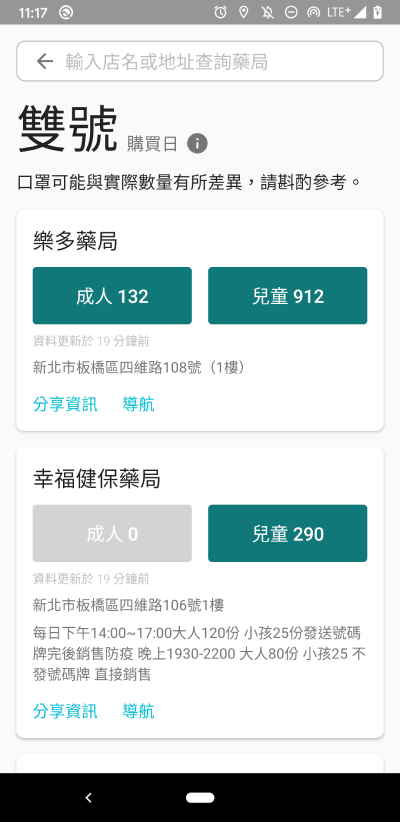 11:17
LTE+
輸入店名或地址查詢藥局
雙號 購買日
口罩可能與實際數量有所差異，請斟酌參考。
樂多藥局
成人 132 兒童 912
資料更新於 19 分鐘前
新北市板橋區四維路108號（1樓）
分享資訊 導航
幸福健保藥局
成人 0 兒童 290
資料更新於 19 分鐘前
新北市板橋區四維路106號1樓
每日下午14:00~17:00大人120份 小孩25份發送號碼
牌完後銷售防疫 晚上1930-2200 大人80份 小孩25 不
發號碼牌 直接銷售
分享資訊 導航